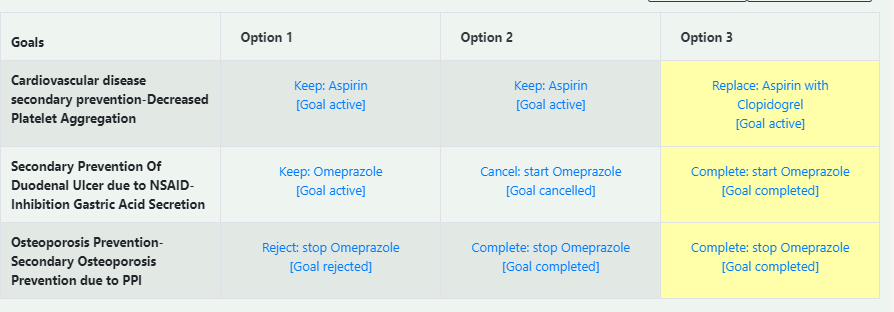 Goals
Option 1
Option 2
Option 3
Cardiovascular disease
secondary prevention-Decreased
Platelet Aggregation
Keep: Aspirin
[Goal active]
Keep: Aspirin
[Goal active]
Replace: Aspirin with
Clopidogrel
[Goal active]
Secondary Prevention Of
Duodenal Ulcer due to NSAID-
Inhibition Gastric Acid Secretion
Keep: Omeprazole
[Goal active]
Cancel: start Omeprazole
[Goal cancelled]
Complete: start Omeprazole
[Goal completed]
Osteoporosis Prevention-
Secondary Osteoporosis
Prevention due to PPI
Reject: stop Omeprazole
[Goal rejected]
Complete: stop Omeprazole
[Goal completed]
Complete: stop Omeprazole
[Goal completed]